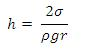 h = 2σ / ρgr